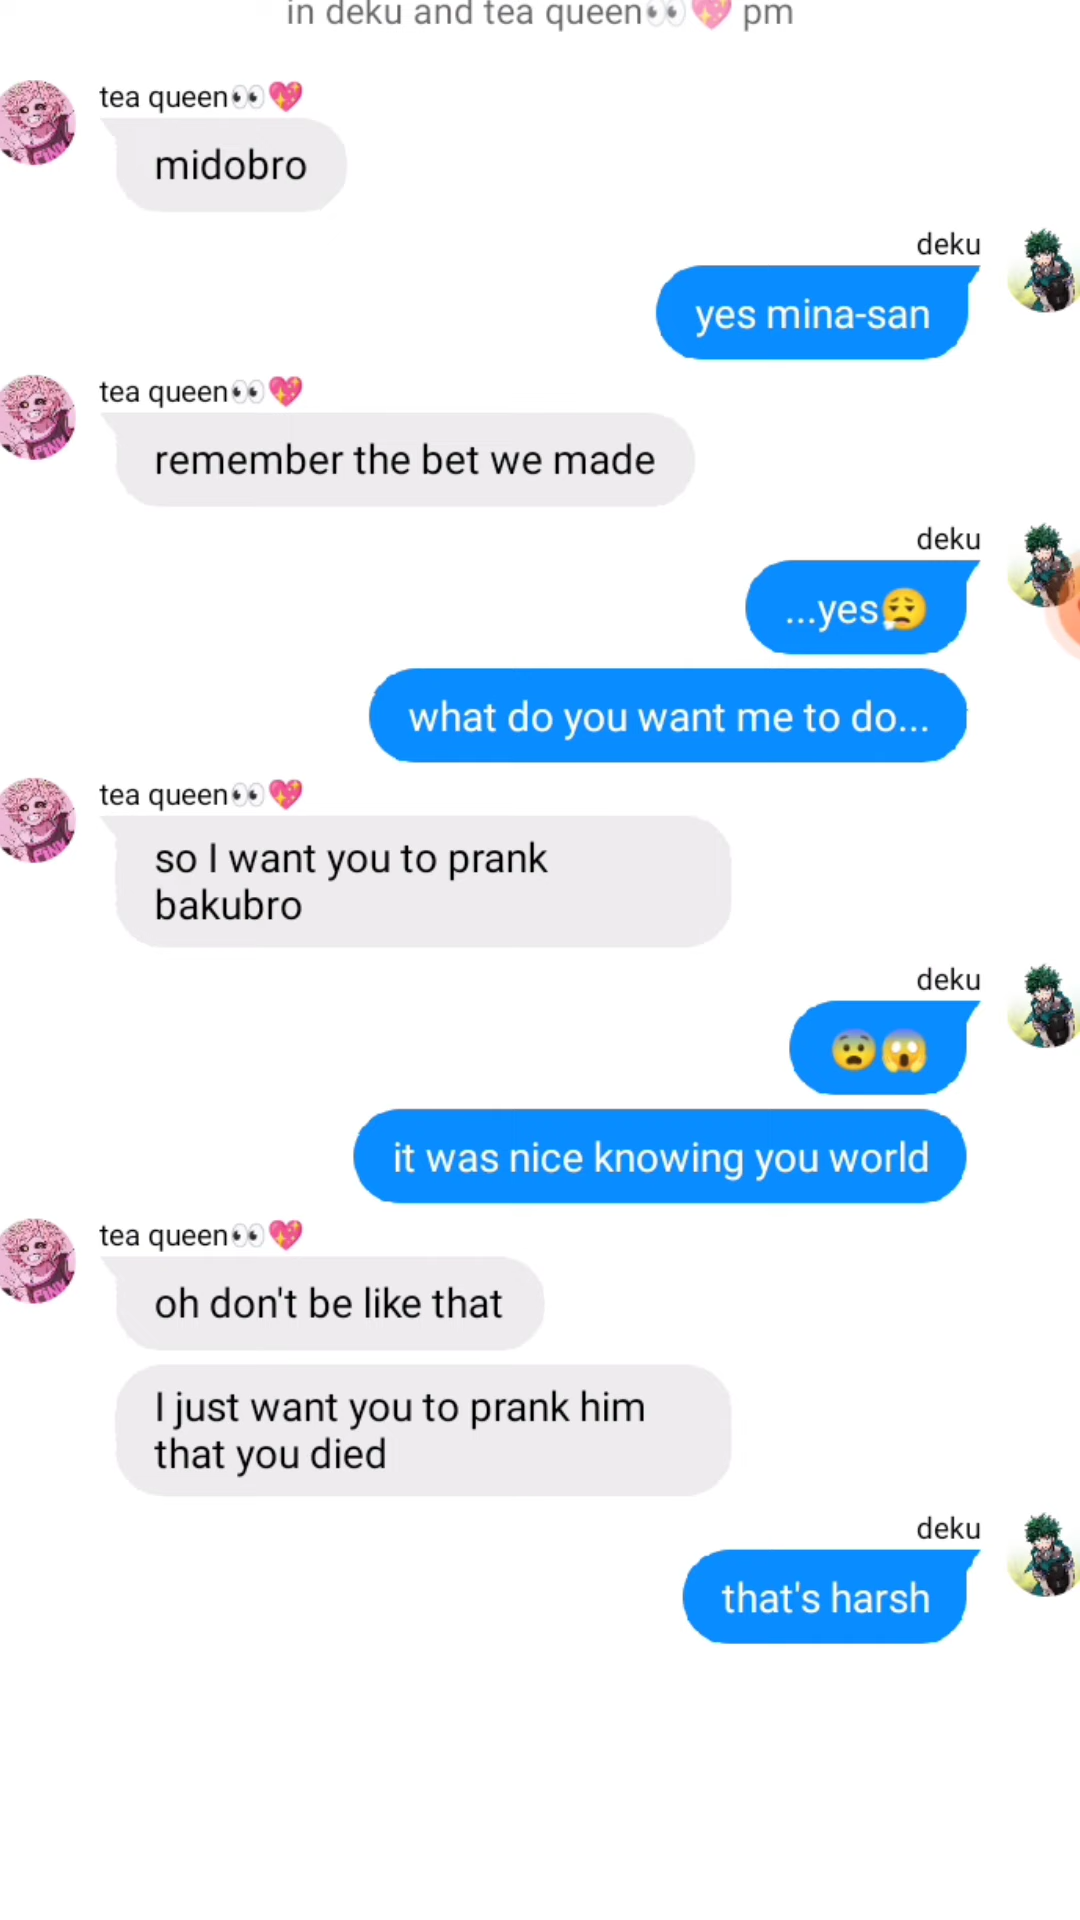 in deku and tea queen👀💖 pm
tea queen👀💖
midobro
deku
yes mina-san
tea queen👀💖
remember the bet we made
deku
...yes😮‍💨
what do you want me to do...
tea queen👀💖
so I want you to prank
bakubro
deku
😨😱
it was nice knowing you world
tea queen👀💖
oh don't be like that
I just want you to prank him
that you died
deku
that's harsh